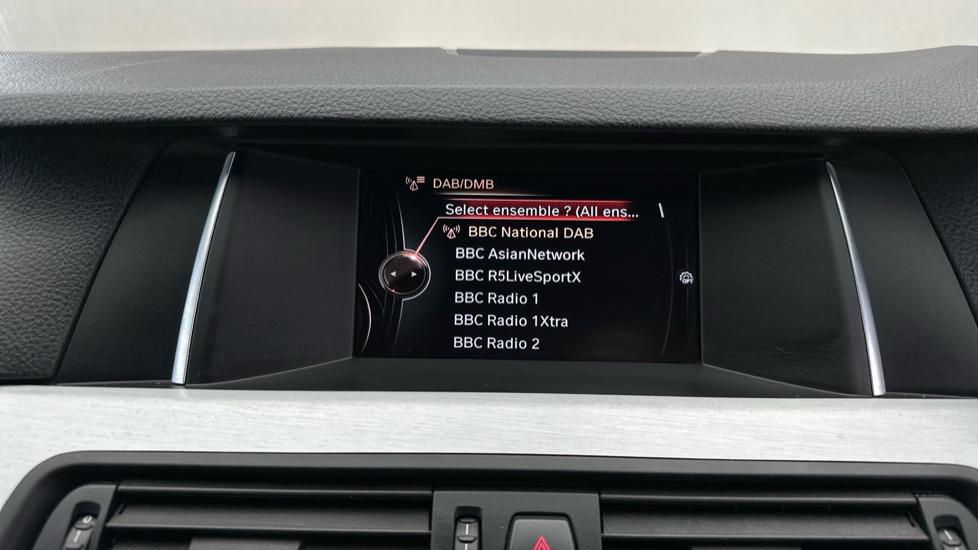 DAB/DMB
Select ensemble ? (All ens...
BBC National DAB
BBC AsianNetwork
BBC R5LiveSportX
BBC Radio 1
BBC Radio 1Xtra
BBC Radio 2
OPT